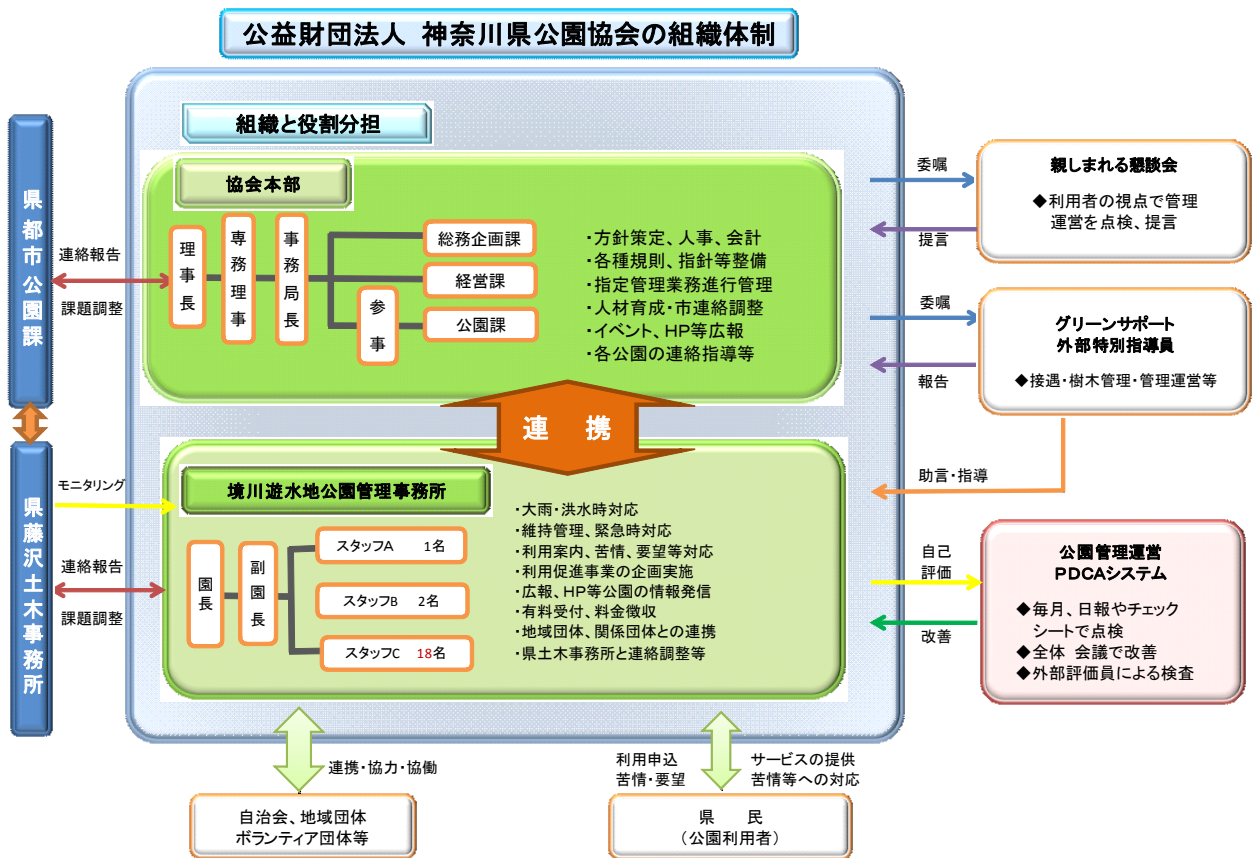 公益財団法人 神奈川県公園協会の組織体制
組織と役割分担
協会本部
理事長
専務理事
事務局長
参事
総務企画課
経営課
公園課
・方針策定、人事、会計
・各種規則、指針等整備
・指定管理業務進行管理
・人材育成・市連絡調整
・イベント、HP等広報
・各公園の連絡指導等
連 携
境川遊水地公園管理事務所
園長
副園長
スタッフA 1名
スタッフB 2名
スタッフC 18名
・大雨・洪水時対応
・維持管理、緊急時対応
・利用案内、苦情、要望等対応
・利用促進事業の企画実施
・広報、HP等公園の情報発信
・有料受付、料金徴収
・地域団体、関係団体との連携
・県土木事務所と連絡調整等
県都市公園課
連絡報告
課題調整
県藤沢土木事務所
モニタリング
連絡報告
課題調整
委嘱
提言
親しまれる懇談会
◆利用者の視点で管理
運営を点検、提言
委嘱
報告
グリーンサポート
外部特別指導員
◆接遇・樹木管理・管理運営等
助言・指導
自己
評価
改善
公園管理運営
PDCAシステム
◆毎月、日報やチェック
シートで点検
◆全体 会議で改善
◆外部評価員による検査
連携・協力・協働
自治会、地域団体
ボランティア団体等
利用申込
苦情・要望
サービスの提供
苦情等への対応
県 民
(公園利用者)